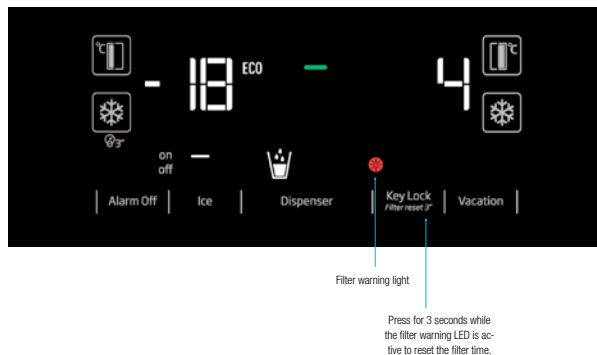 °C
°C
-18
ECO
4
3"
on
off
Alarm Off
Ice
Dispenser
Key Lock
Filter reset 3"
Vacation
Filter warning light
Press for 3 seconds while
the filter warning LED is ac-
tive to reset the filter time.